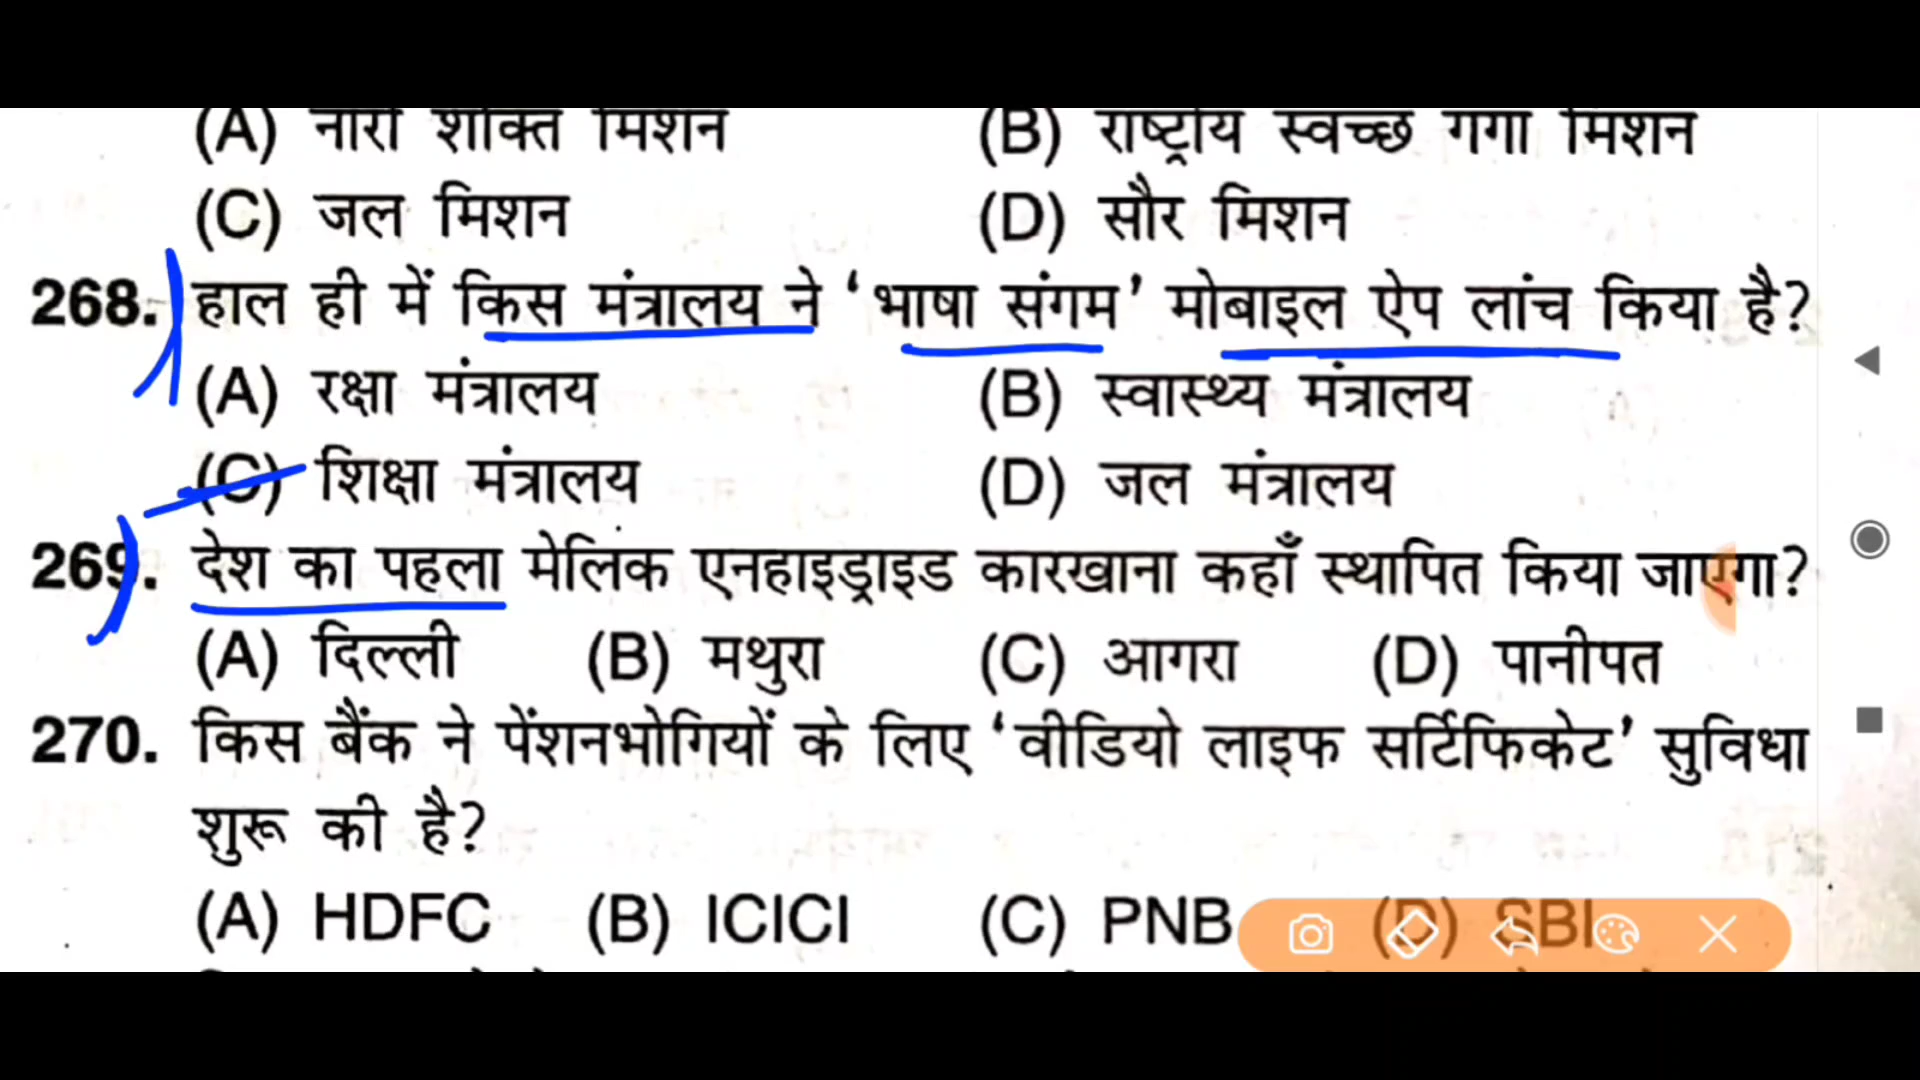 (A) नारी शक्ति मिशन (B) राष्ट्रीय स्वच्छ गंगा मिशन
(C) जल मिशन (D) सौर मिशन
268. हाल ही में किस मंत्रालय ने 'भाषा संगम' मोबाइल ऐप लांच किया है?
(A) रक्षा मंत्रालय (B) स्वास्थ्य मंत्रालय
(C) शिक्षा मंत्रालय (D) जल मंत्रालय
269. देश का पहला मेलिक एनहाइड्राइड कारखाना कहाँ स्थापित किया जाएगा?
(A) दिल्ली (B) मथुरा (C) आगरा (D) पानीपत
270. किस बैंक ने पेंशनभोगियों के लिए 'वीडियो लाइफ सर्टिफिकेट' सुविधा
शुरू की है?
(A) HDFC (B) ICICI (C) PNB (D) SBI